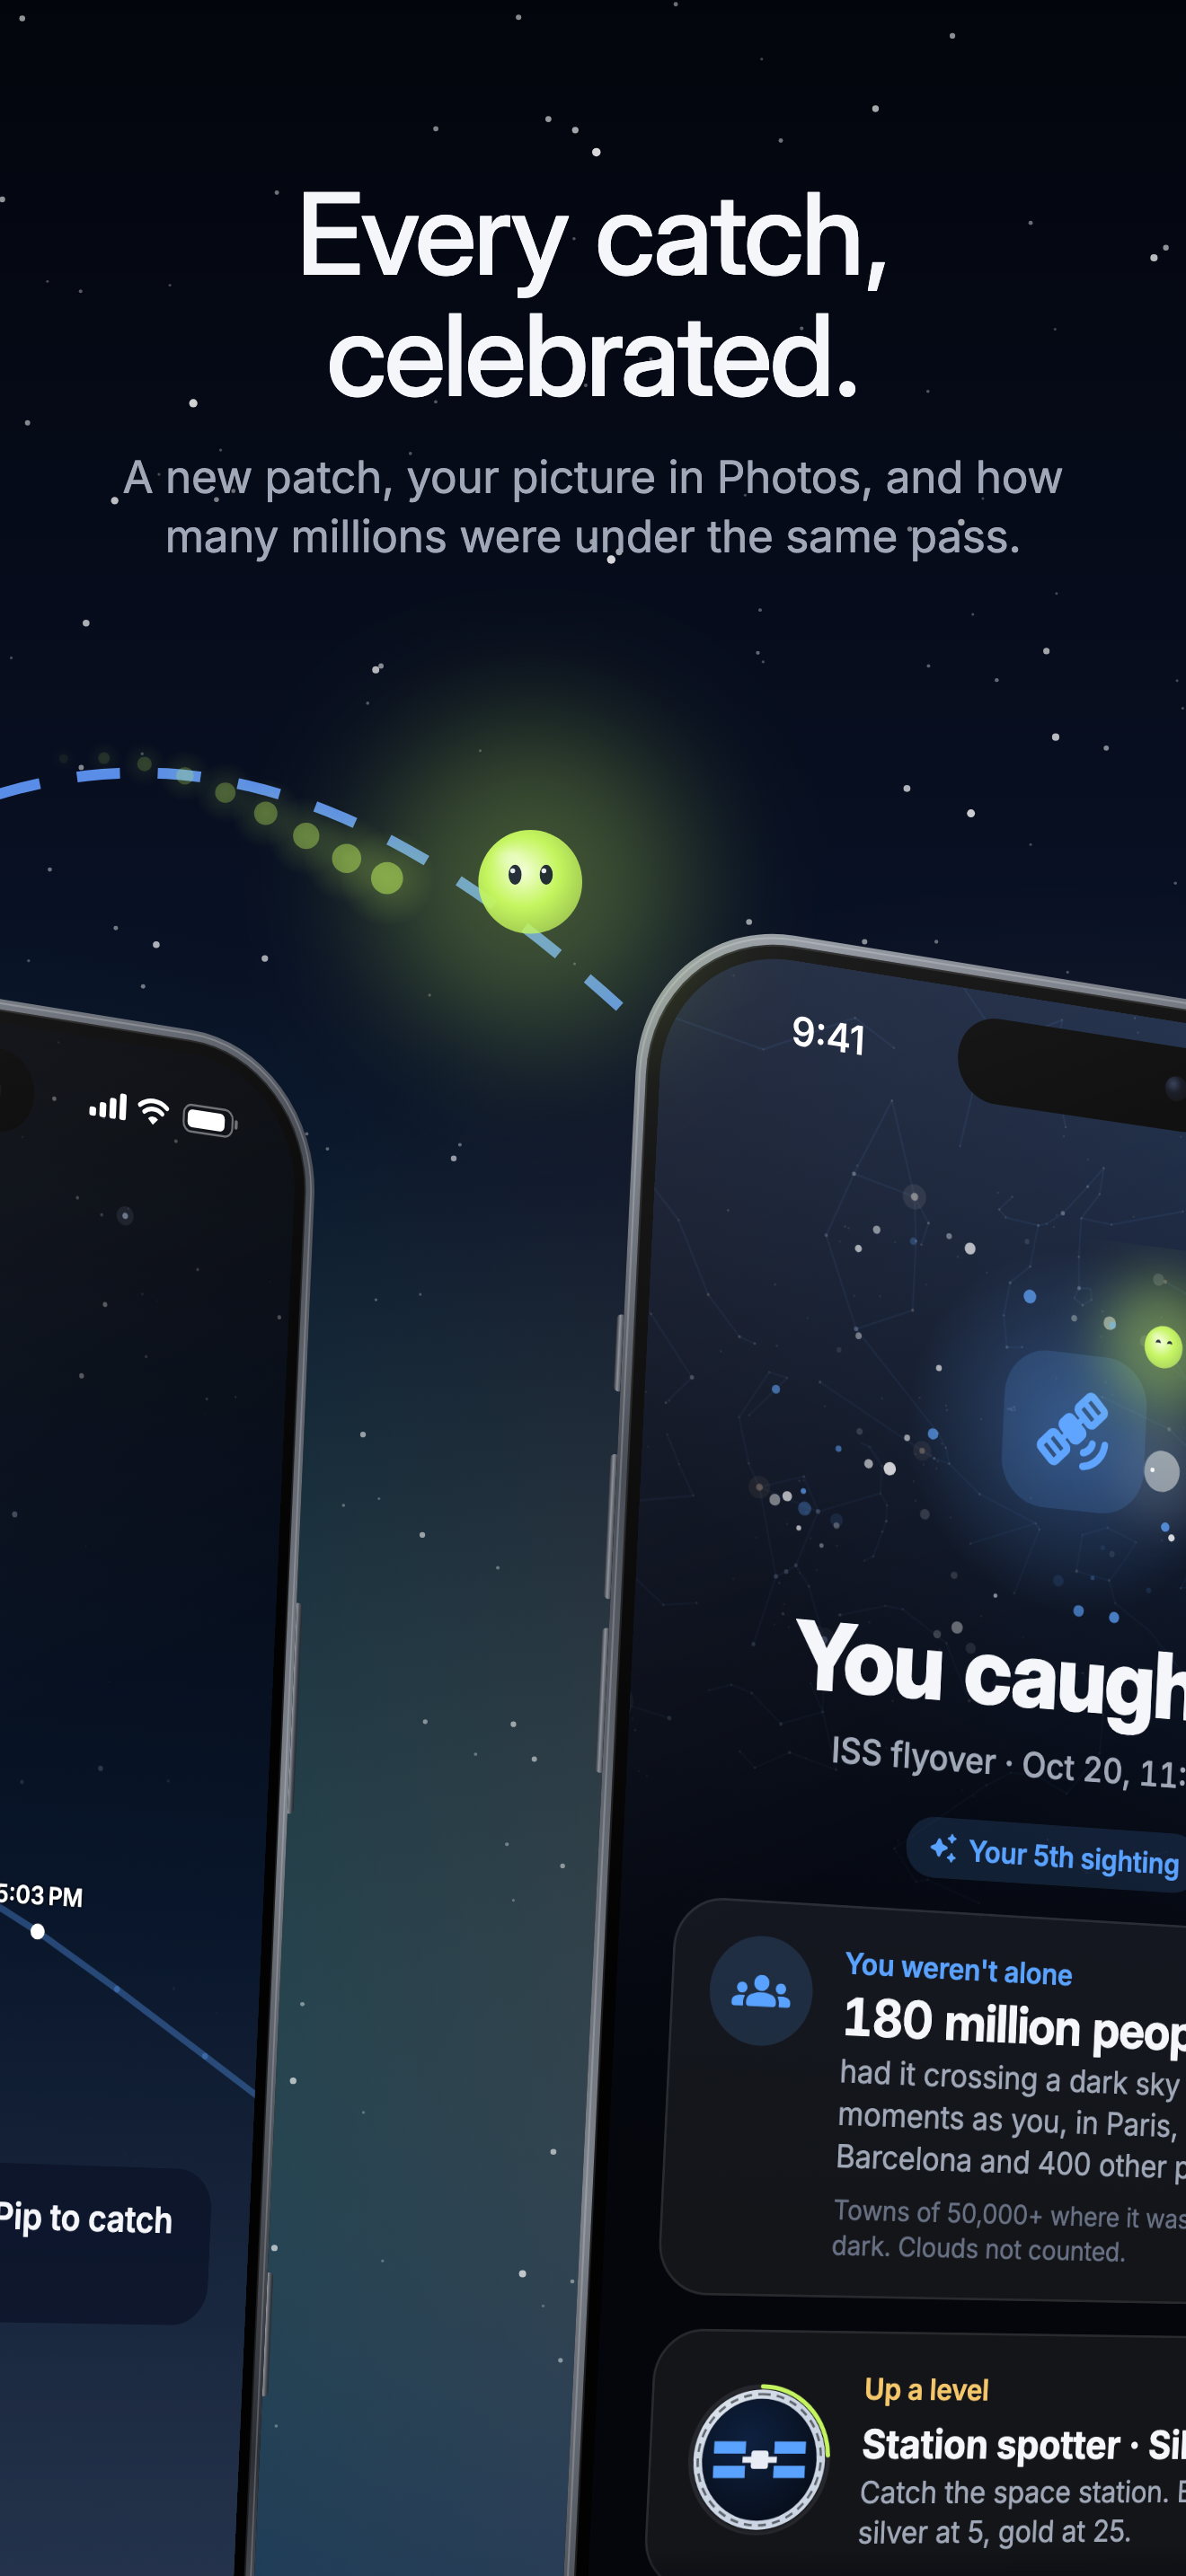 Every catch,
celebrated.
A new patch, your picture in Photos, and how
many millions were under the same pass.
9:41
You
ISS flyover · Oct 20, 11:
Your 5th sighting
5:03 PM
You weren't alone
180 million
had it crossing a dark sky
moments as you, in Paris,
Barcelona and 400 other
Towns of 50,000+ where it was
dark. Clouds not counted.
Pip to catch
Up a level
Station spotter ·
Catch the space station.
silver at 5, gold at 25.